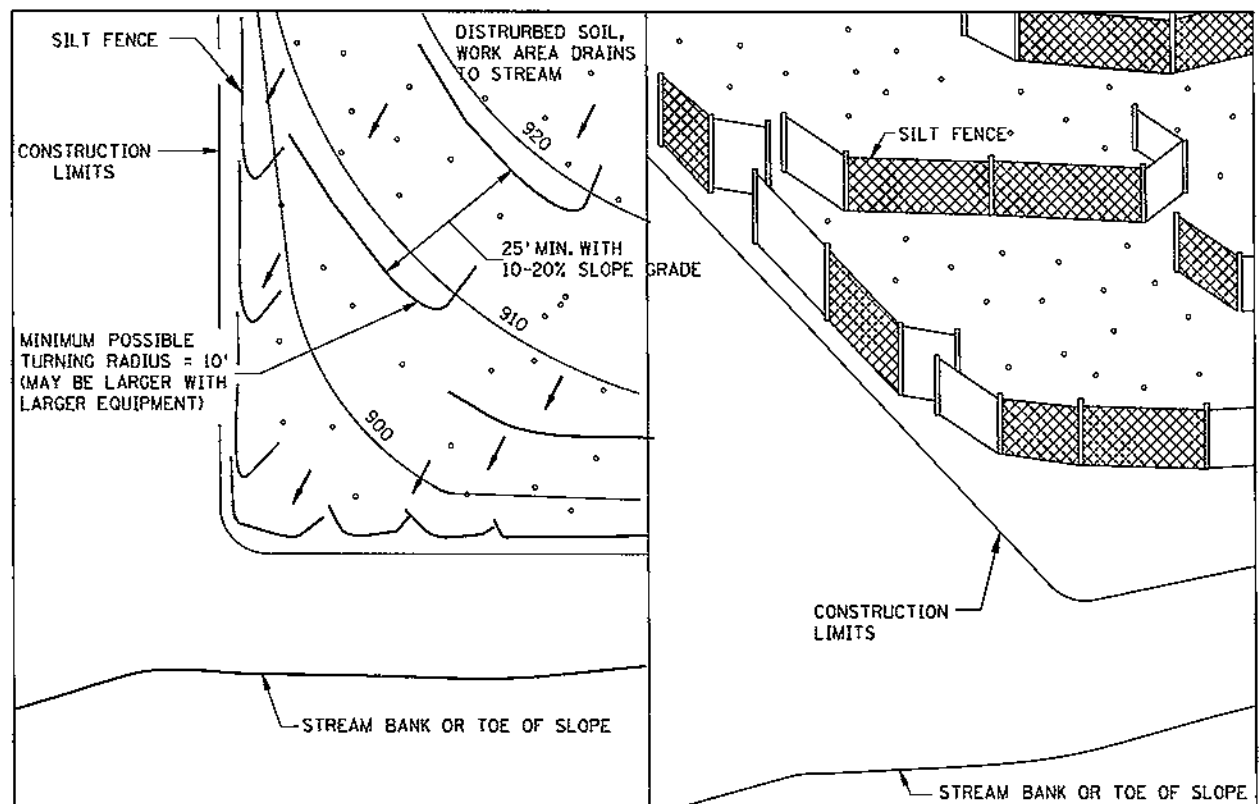 SILT FENCE
DISTRURBED SOIL,
WORK AREA DRAINS
TO STREAM
920
CONSTRUCTION
LIMITS
25' MIN. WITH
10-20% SLOPE GRADE
910
MINIMUM POSSIBLE
TURNING RADIUS = 10'
(MAY BE LARGER WITH
LARGER EQUIPMENT)
900
STREAM BANK OR TOE OF SLOPE
SILT FENCE
CONSTRUCTION
LIMITS
STREAM BANK OR TOE OF SLOPE